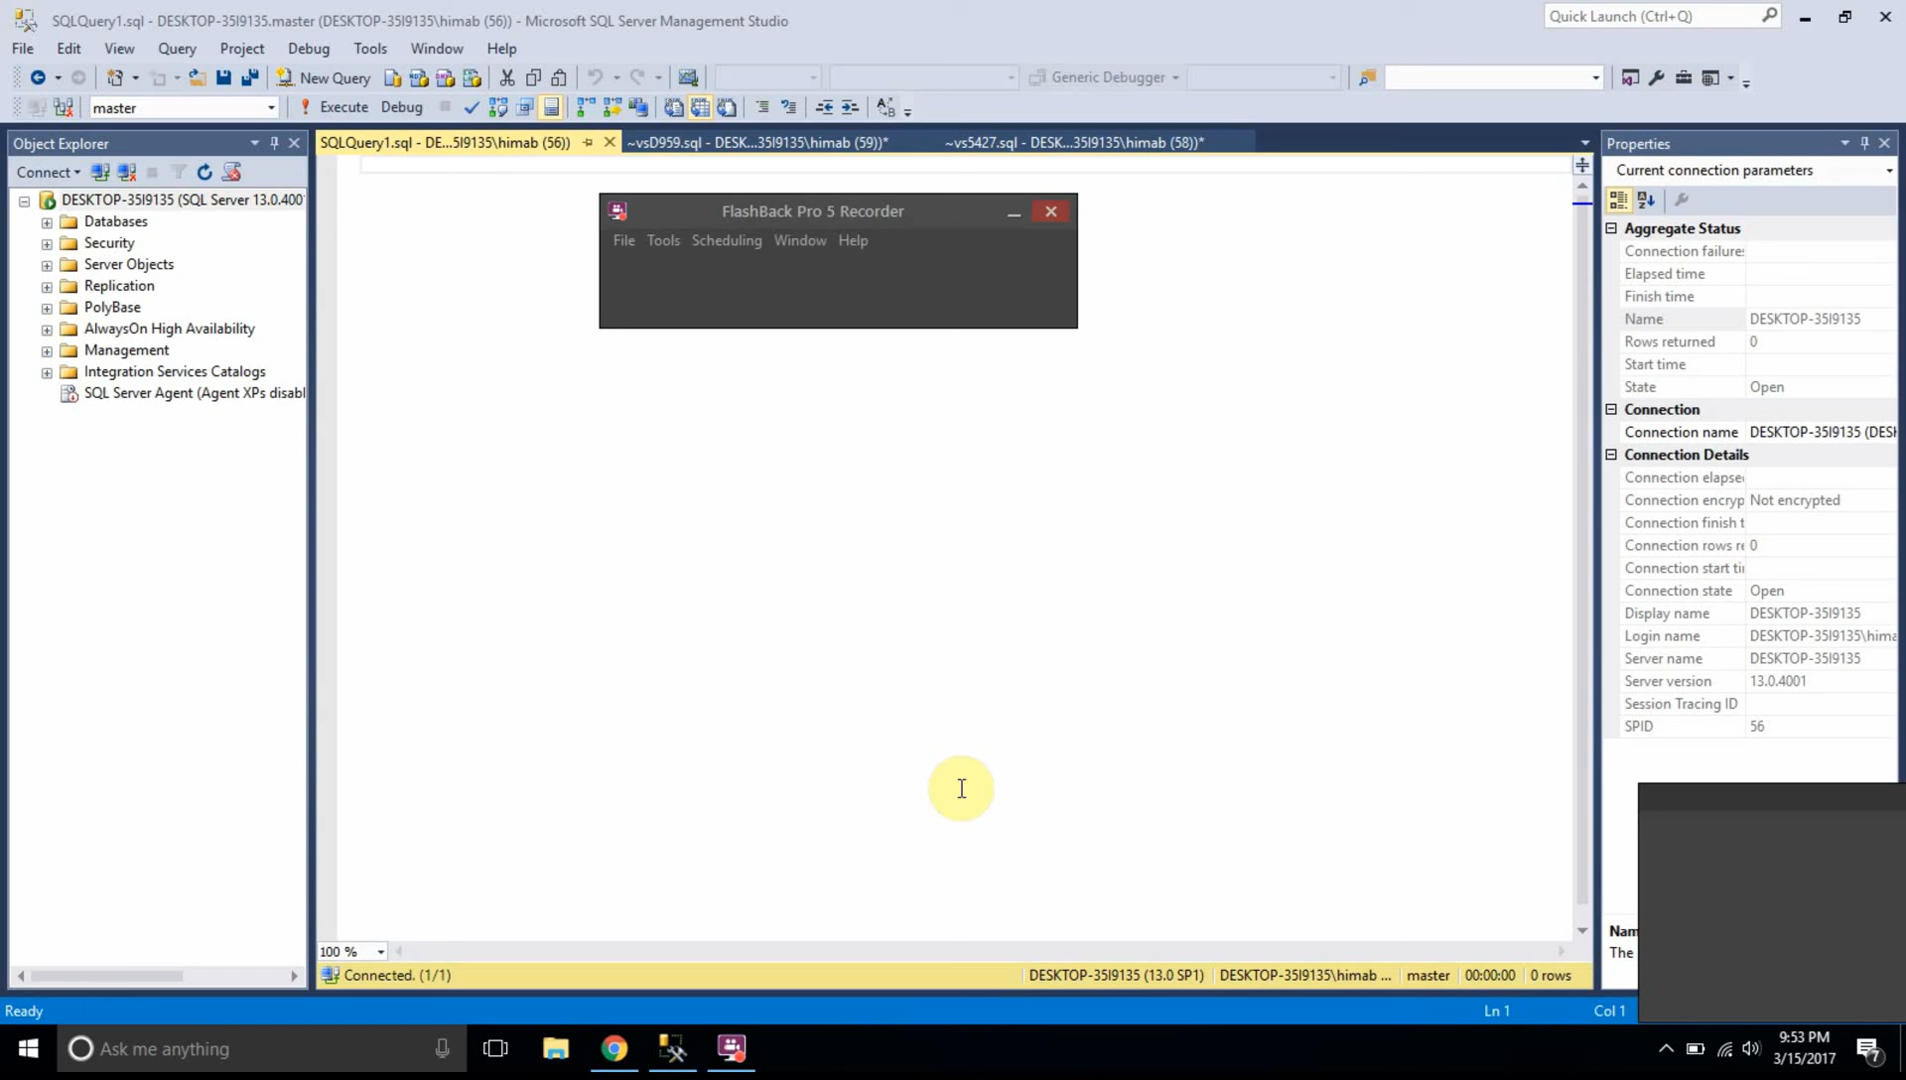 SQLQuery1.sql - DESKTOP-35I9135.master (DESKTOP-35I9135\himab (56)) - Microsoft SQL Server Management Studio
Quick Launch (Ctrl+Q)
File Edit View Query Project Debug Tools Window Help
New Query
Generic Debugger
master
Execute Debug
Object Explorer
SQLQuery1.sql - DE...5I9135\himab (56))
~vsD959.sql - DESK...35I9135\himab (59))*
~vs5427.sql - DESK...35I9135\himab (58))*
Properties
Connect
Current connection parameters
DESKTOP-35I9135 (SQL Server 13.0.400
Databases
Security
Server Objects
Replication
PolyBase
AlwaysOn High Availability
Management
Integration Services Catalogs
SQL Server Agent (Agent XPs disabl
FlashBack Pro 5 Recorder
File Tools Scheduling Window Help
Aggregate Status
Connection failures
Elapsed time
Finish time
Name DESKTOP-35I9135
Rows returned 0
Start time
State Open
Connection
Connection name DESKTOP-35I9135 (DESK
Connection Details
Connection elapse
Connection encryp Not encrypted
Connection finish t
Connection rows re 0
Connection start ti
Connection state Open
Display name DESKTOP-35I9135
Login name DESKTOP-35I9135\hima
Server name DESKTOP-35I9135
Server version 13.0.4001
Session Tracing ID
SPID 56
Nam
The
100 %
Connected. (1/1)
DESKTOP-35I9135 (13.0 SP1) DESKTOP-35I9135\himab ... master 00:00:00 0 rows
Ready
Ln 1 Col 1
Ask me anything
9:53 PM
3/15/2017
7